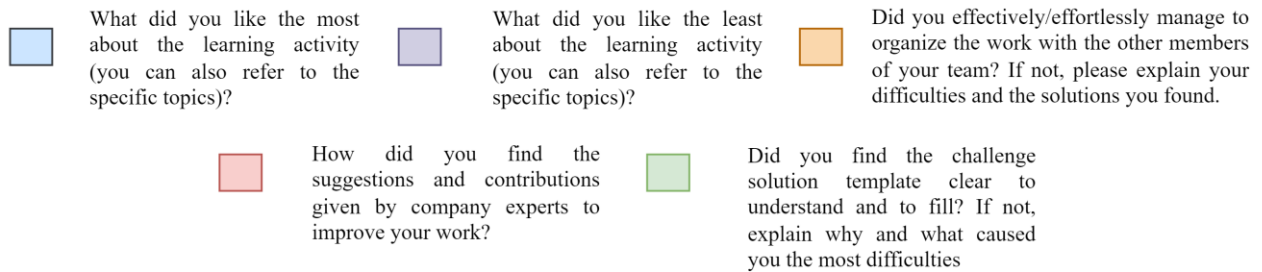 What did you like the most
about the learning activity
(you can also refer to the
specific topics)?
What did you like the least
about the learning activity
(you can also refer to the
specific topics)?
Did you effectively/effortlessly manage to
organize the work with the other members
of your team? If not, please explain your
difficulties and the solutions you found.
How did you find the
suggestions and contributions
given by company experts to
improve your work?
Did you find the challenge
solution template clear to
understand and to fill? If not,
explain why and what caused
you the most difficulties